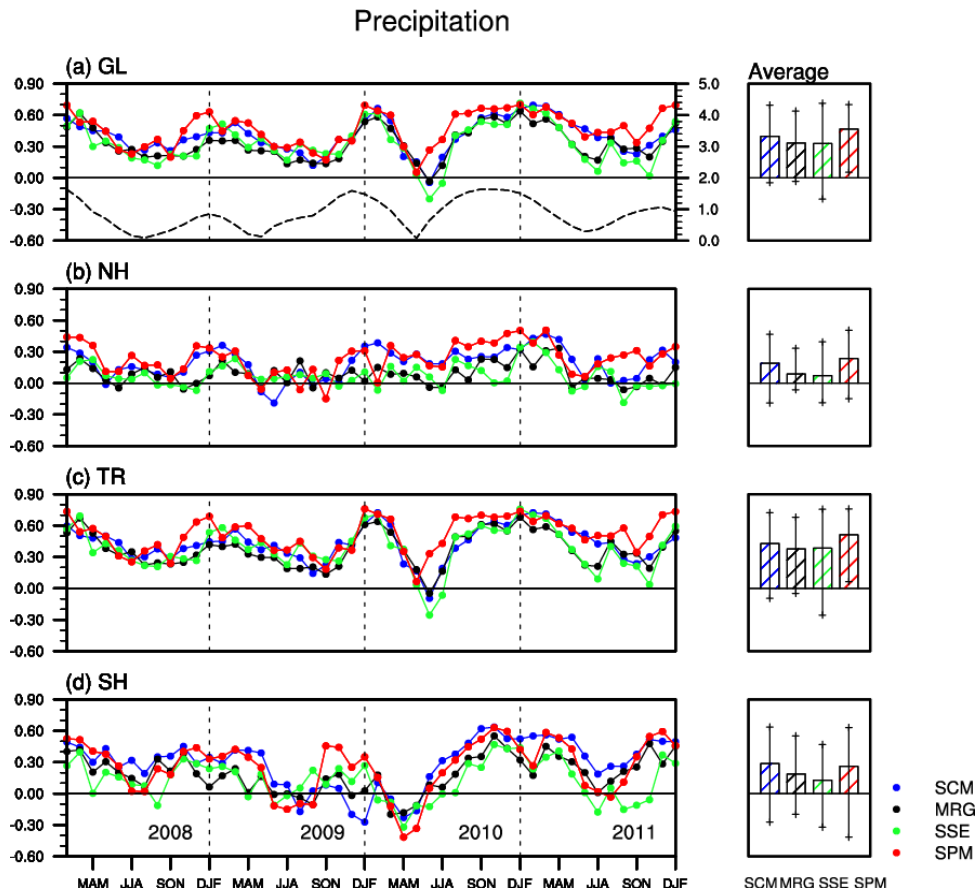 Precipitation
(a) GL
Average
0.90
0.60
0.30
0.00
-0.30
-0.60
5.0
4.0
3.0
2.0
1.0
0.0
(b) NH
0.90
0.60
0.30
0.00
-0.30
-0.60
(c) TR
0.90
0.60
0.30
0.00
-0.30
-0.60
(d) SH
0.90
0.60
0.30
0.00
-0.30
-0.60
2008 2009 2010 2011
SCM
MRG
SSE
SPM
MAM JJA SON DJF MAM JJA SON DJF MAM JJA SON DJF MAM JJA SON DJF
SCM MRG SSE SPM